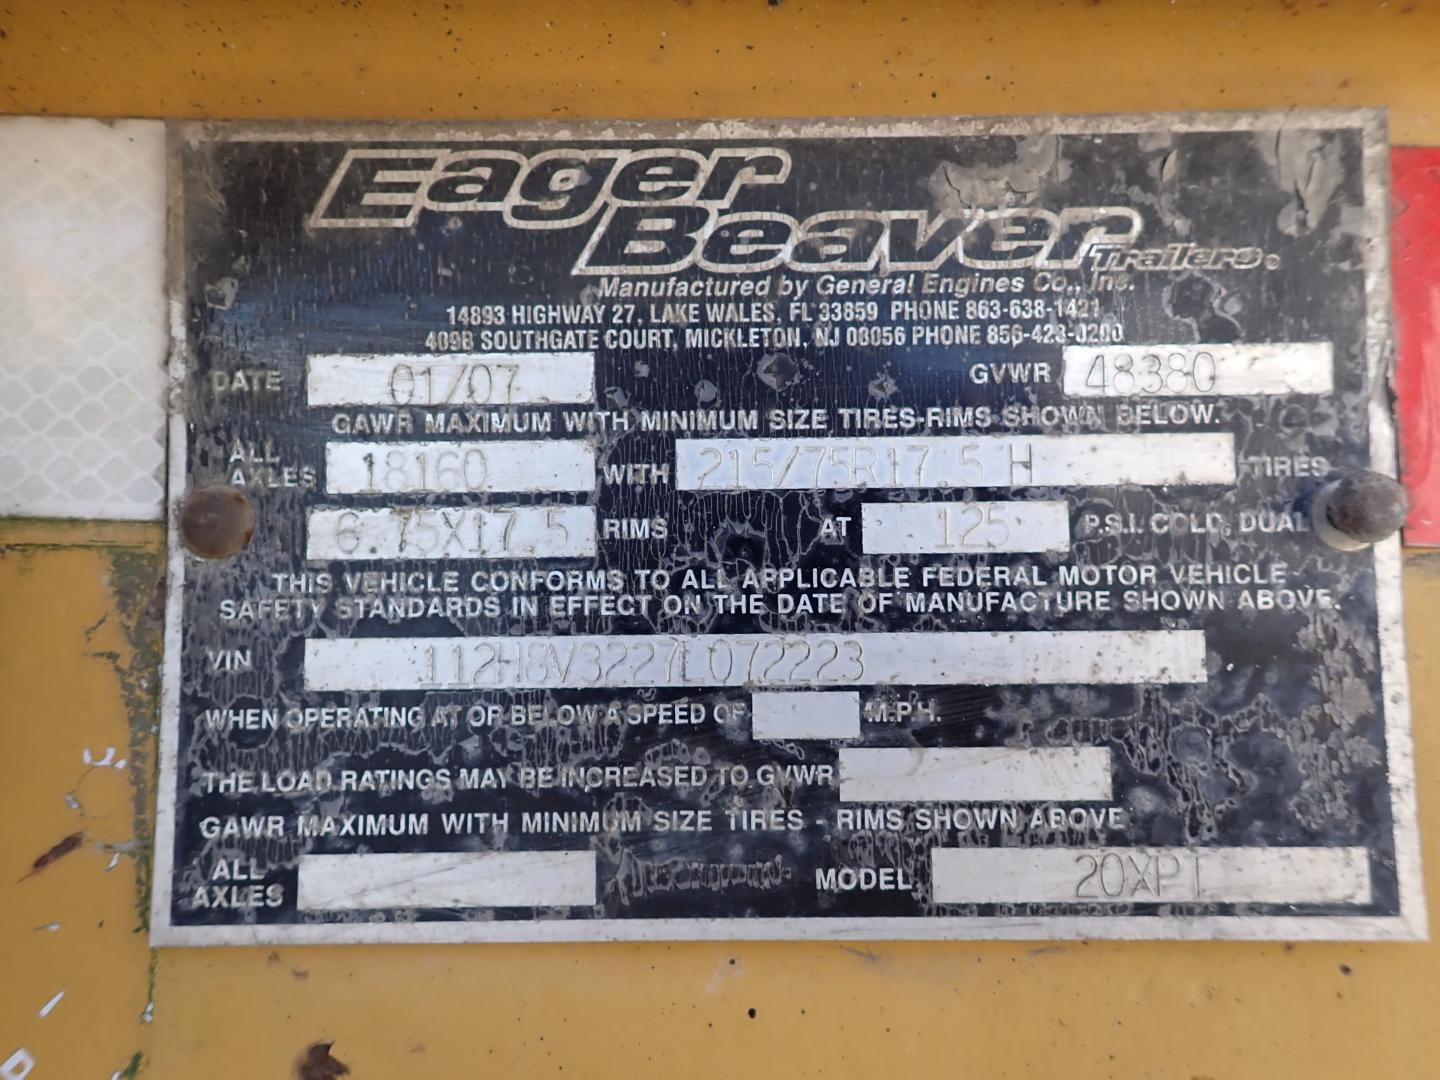 Eager
Beaver Trailers®
Manufactured by General Engines Co., Inc.
14893 HIGHWAY 27, LAKE WALES, FL 33859 PHONE 863-638-1421
409B SOUTHGATE COURT, MICKLETON, NJ 08056 PHONE 856-423-0200
DATE 01/07 GVWR 48380
GAWR MAXIMUM WITH MINIMUM SIZE TIRES-RIMS SHOWN BELOW.
ALL AXLES 18160 WITH 215/75R17.5 H TIRES
6.75X17.5 RIMS AT 125 P.S.I. COLD, DUAL
THIS VEHICLE CONFORMS TO ALL APPLICABLE FEDERAL MOTOR VEHICLE
SAFETY STANDARDS IN EFFECT ON THE DATE OF MANUFACTURE SHOWN ABOVE.
VIN 112H8V3227L072223
WHEN OPERATING AT OR BELOW A SPEED OF M.P.H.
THE LOAD RATINGS MAY BE INCREASED TO GVWR
GAWR MAXIMUM WITH MINIMUM SIZE TIRES - RIMS SHOWN ABOVE
ALL AXLES MODEL 20XPT